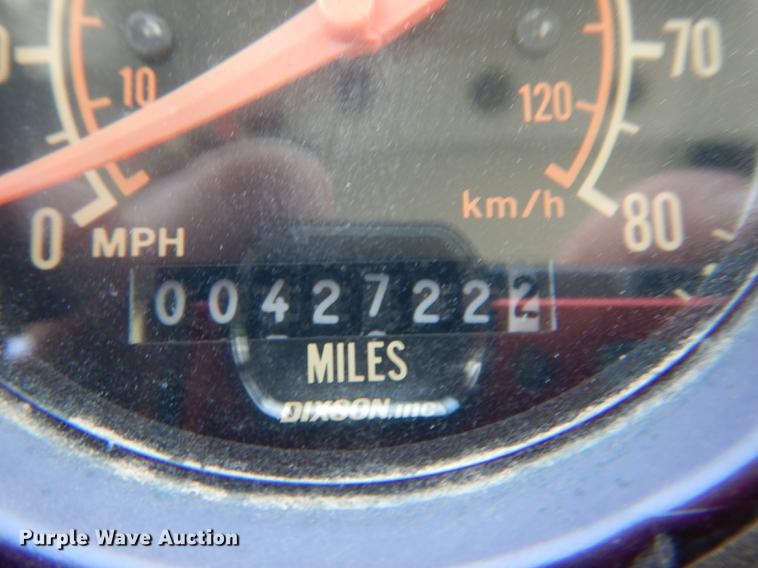 10 120 70
km/h
0 MPH 80
00427222
MILES
DIXSON, inc
Purple Wave Auction